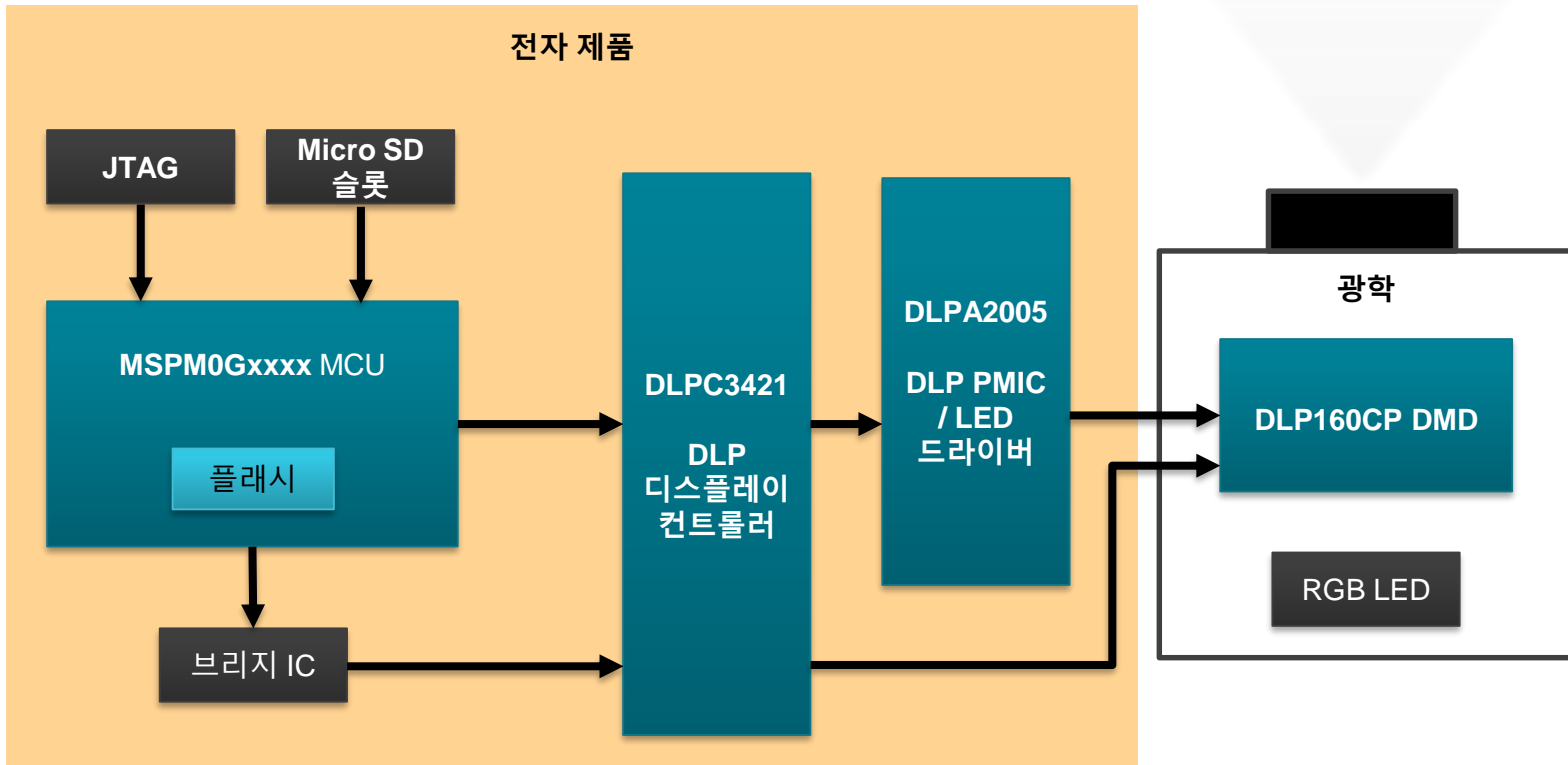 전자 제품
JTAG
Micro SD
슬롯
MSPM0Gxxxx MCU
플래시
브리지 IC
DLPC3421
DLP
디스플레이
컨트롤러
DLPA2005
DLP PMIC
/ LED
드라이버
광학
DLP160CP DMD
RGB LED